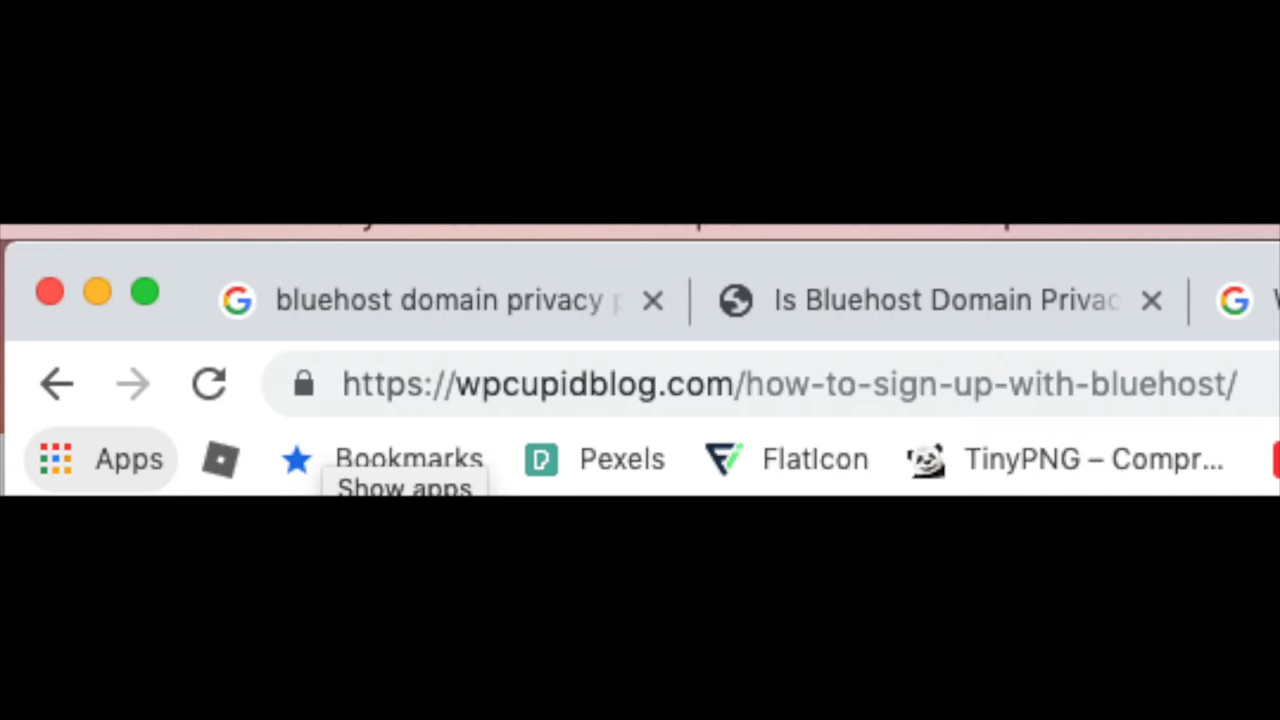 bluehost domain privacy
Is Bluehost Domain Privac
https://wpcupidblog.com/how-to-sign-up-with-bluehost/
Apps
Bookmarks
Pexels
FlatIcon
TinyPNG – Compr...
Show apps